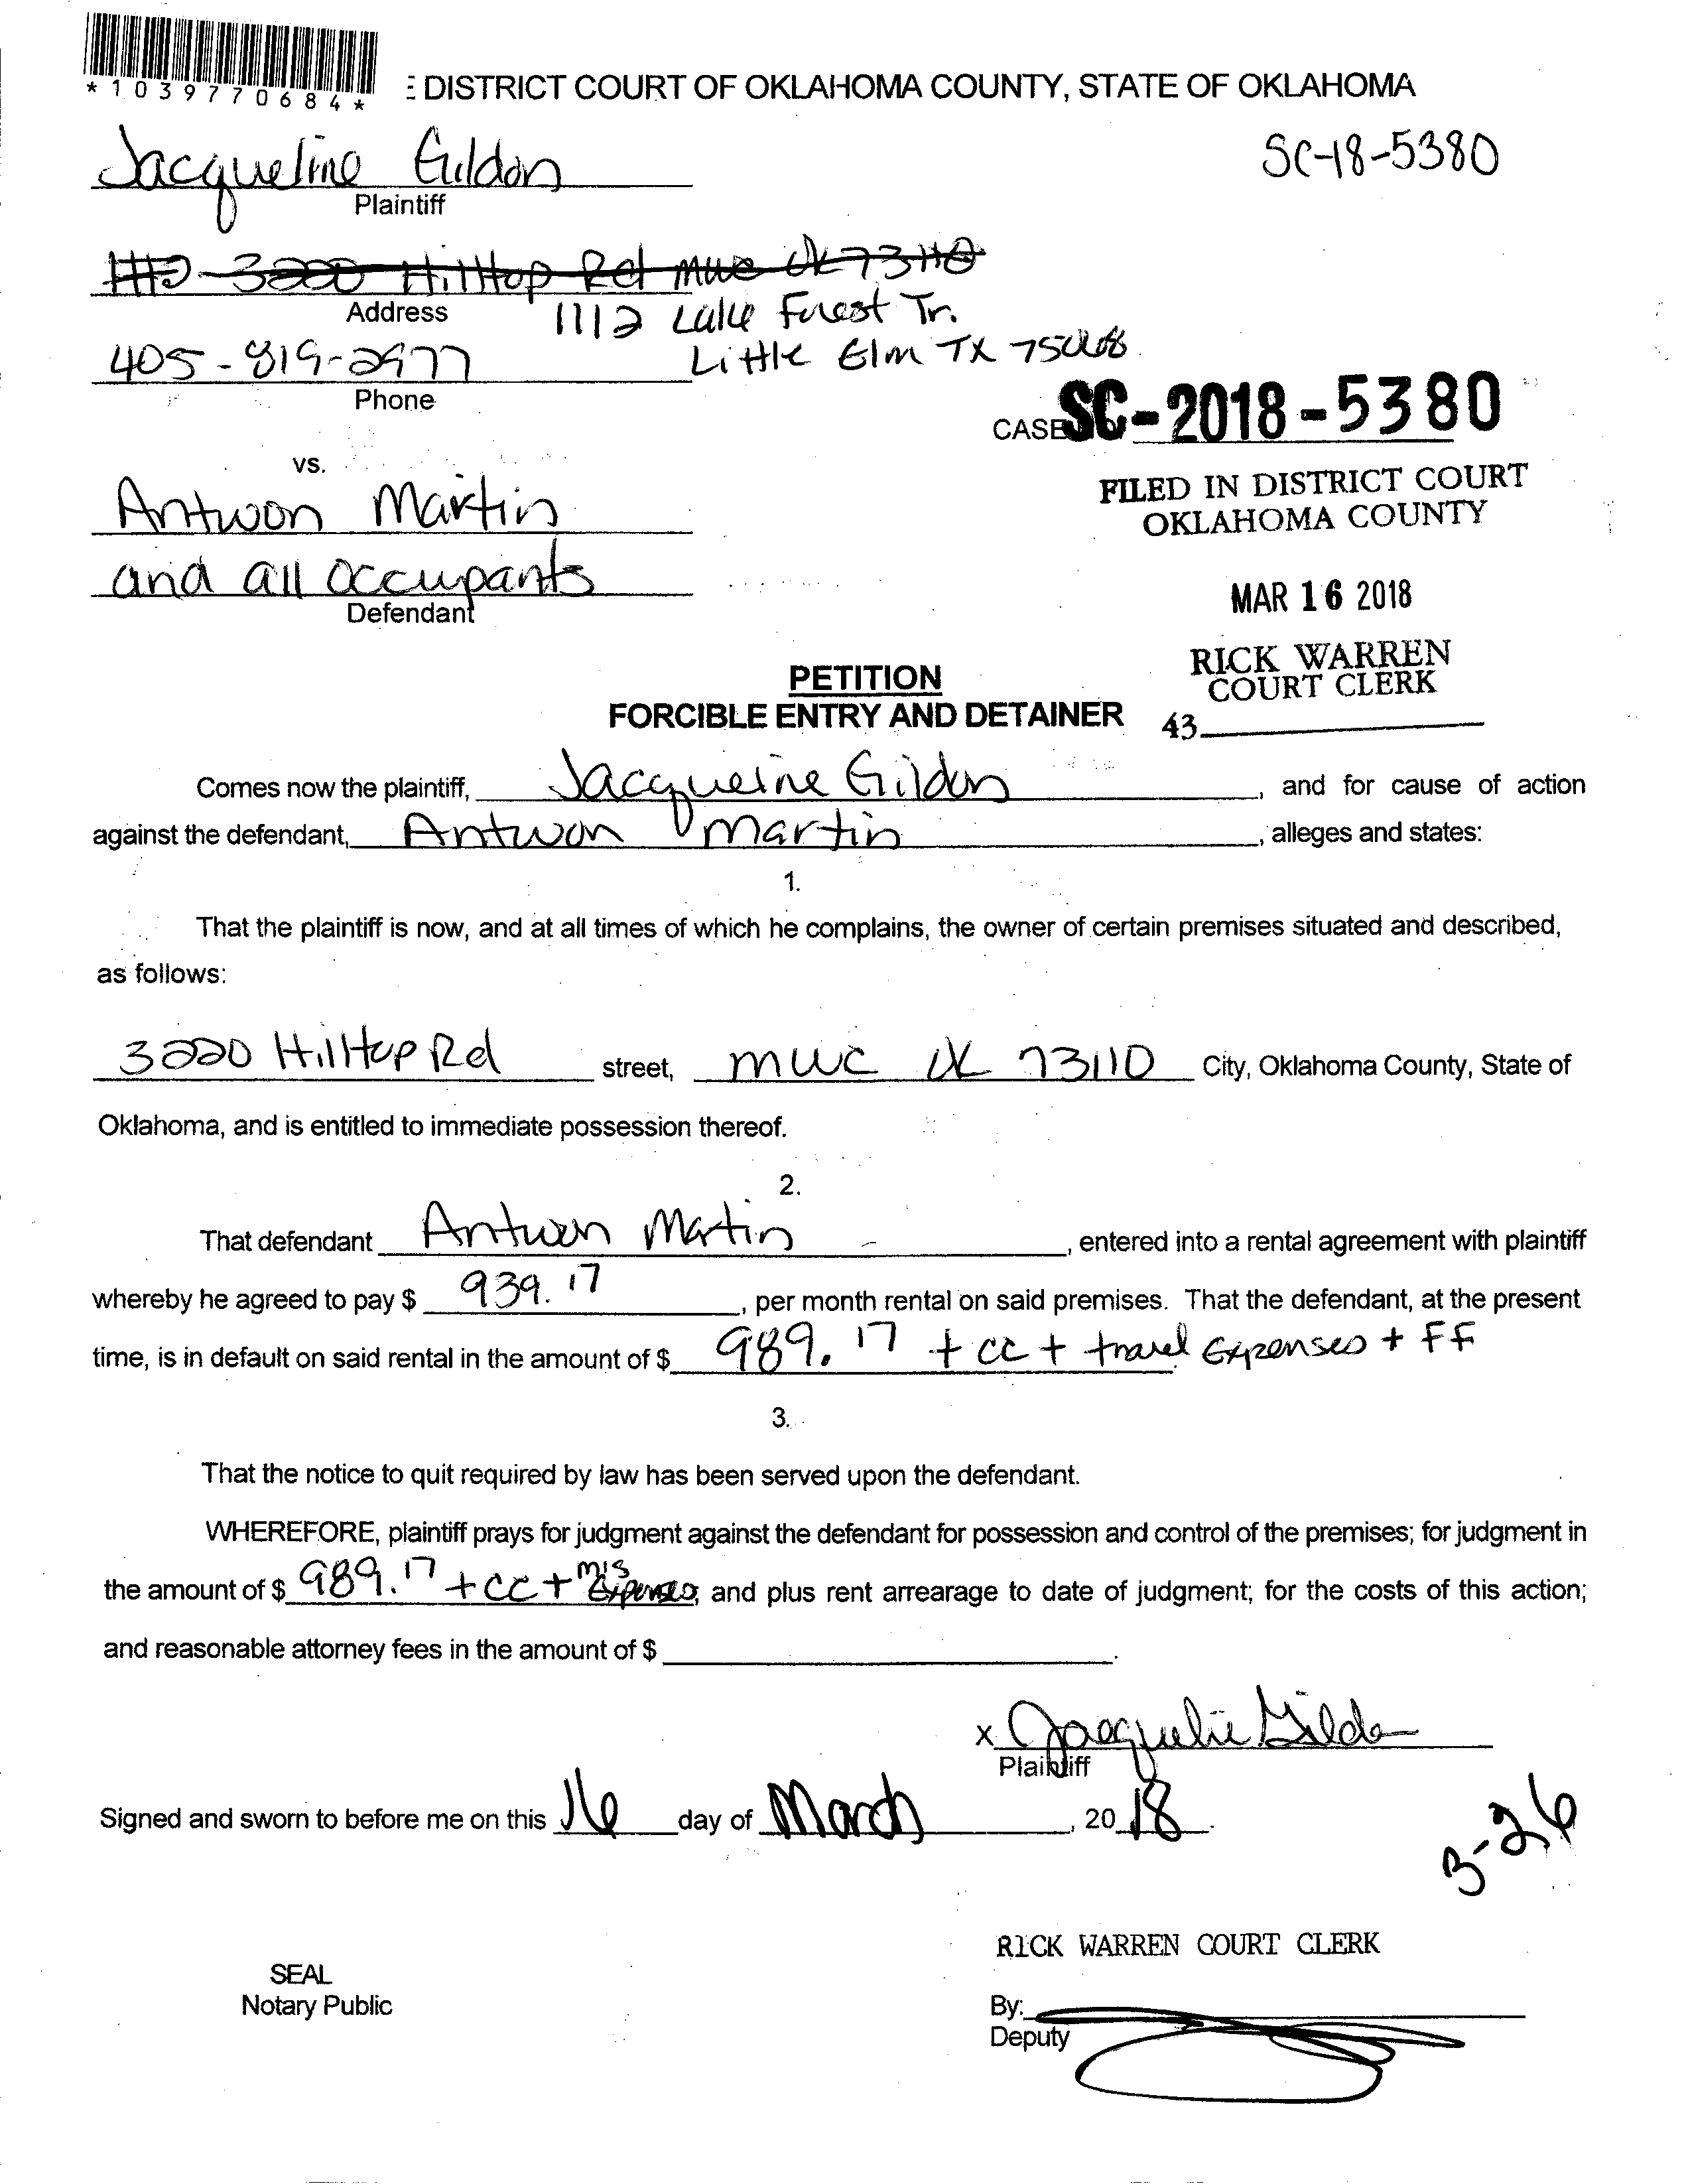 *1039770684*
E DISTRICT COURT OF OKLAHOMA COUNTY, STATE OF OKLAHOMA
Jacqueline Gildon
SC-18-5380
Plaintiff
3220 Hilltop Rd MWC OK 73110
Address
1112 Lake Forest Tr.
405-819-2977
Little Elm TX 75068
Phone
CASE SC-2018-5380
vs.
FILED IN DISTRICT COURT
OKLAHOMA COUNTY
Antwon Martin
and all occupants
Defendant
MAR 16 2018
RICK WARREN
COURT CLERK
43
PETITION
FORCIBLE ENTRY AND DETAINER
Comes now the plaintiff, Jacqueline Gildon, and for cause of action
against the defendant, Antwon Martin, alleges and states:
1.
That the plaintiff is now, and at all times of which he complains, the owner of certain premises situated and described,
as follows:
3220 Hilltop Rd street, MWC OK 73110 City, Oklahoma County, State of
Oklahoma, and is entitled to immediate possession thereof.
2.
That defendant Antwon Martin, entered into a rental agreement with plaintiff
whereby he agreed to pay $ 939.17, per month rental on said premises. That the defendant, at the present
time, is in default on said rental in the amount of $ 989.17 + cc + travel Expenses + FF
3.
That the notice to quit required by law has been served upon the defendant.
WHEREFORE, plaintiff prays for judgment against the defendant for possession and control of the premises; for judgment in
the amount of $ 989.17 + CC + mis Expenses; and plus rent arrearage to date of judgment; for the costs of this action;
and reasonable attorney fees in the amount of $ .
x Jacqueline Gildon
Plaintiff
Signed and sworn to before me on this 16 day of March, 2018.
3-26
RICK WARREN COURT CLERK
SEAL
Notary Public
By:
Deputy